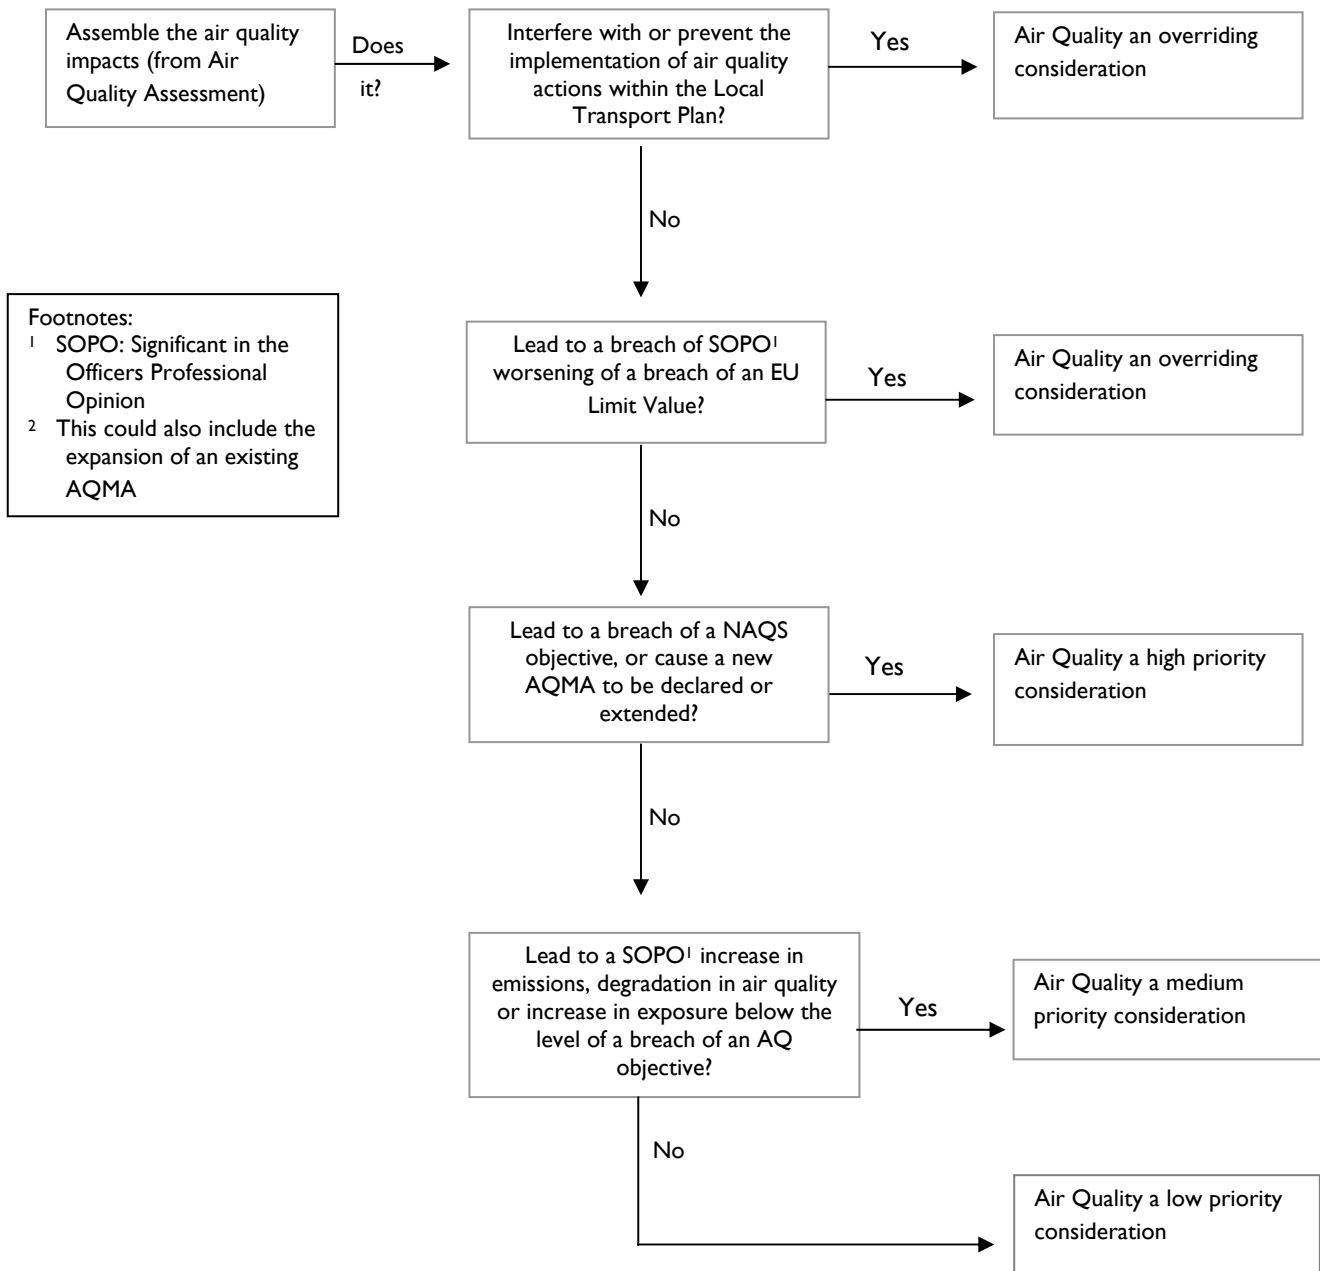 Assemble the air quality
impacts (from Air
Quality Assessment)
Does
it?
Interfere with or prevent the
implementation of air quality
actions within the Local
Transport Plan?
Yes
Air Quality an overriding
consideration
No
Footnotes:
1 SOPO: Significant in the
Officers Professional
Opinion
2 This could also include the
expansion of an existing
AQMA
Lead to a breach of SOPO1
worsening of a breach of an EU
Limit Value?
Yes
Air Quality an overriding
consideration
No
Lead to a breach of a NAQS
objective, or cause a new
AQMA to be declared or
extended?
Yes
Air Quality a high priority
consideration
No
Lead to a SOPO1 increase in
emissions, degradation in air quality
or increase in exposure below the
level of a breach of an AQ
objective?
Yes
Air Quality a medium
priority consideration
No
Air Quality a low priority
consideration